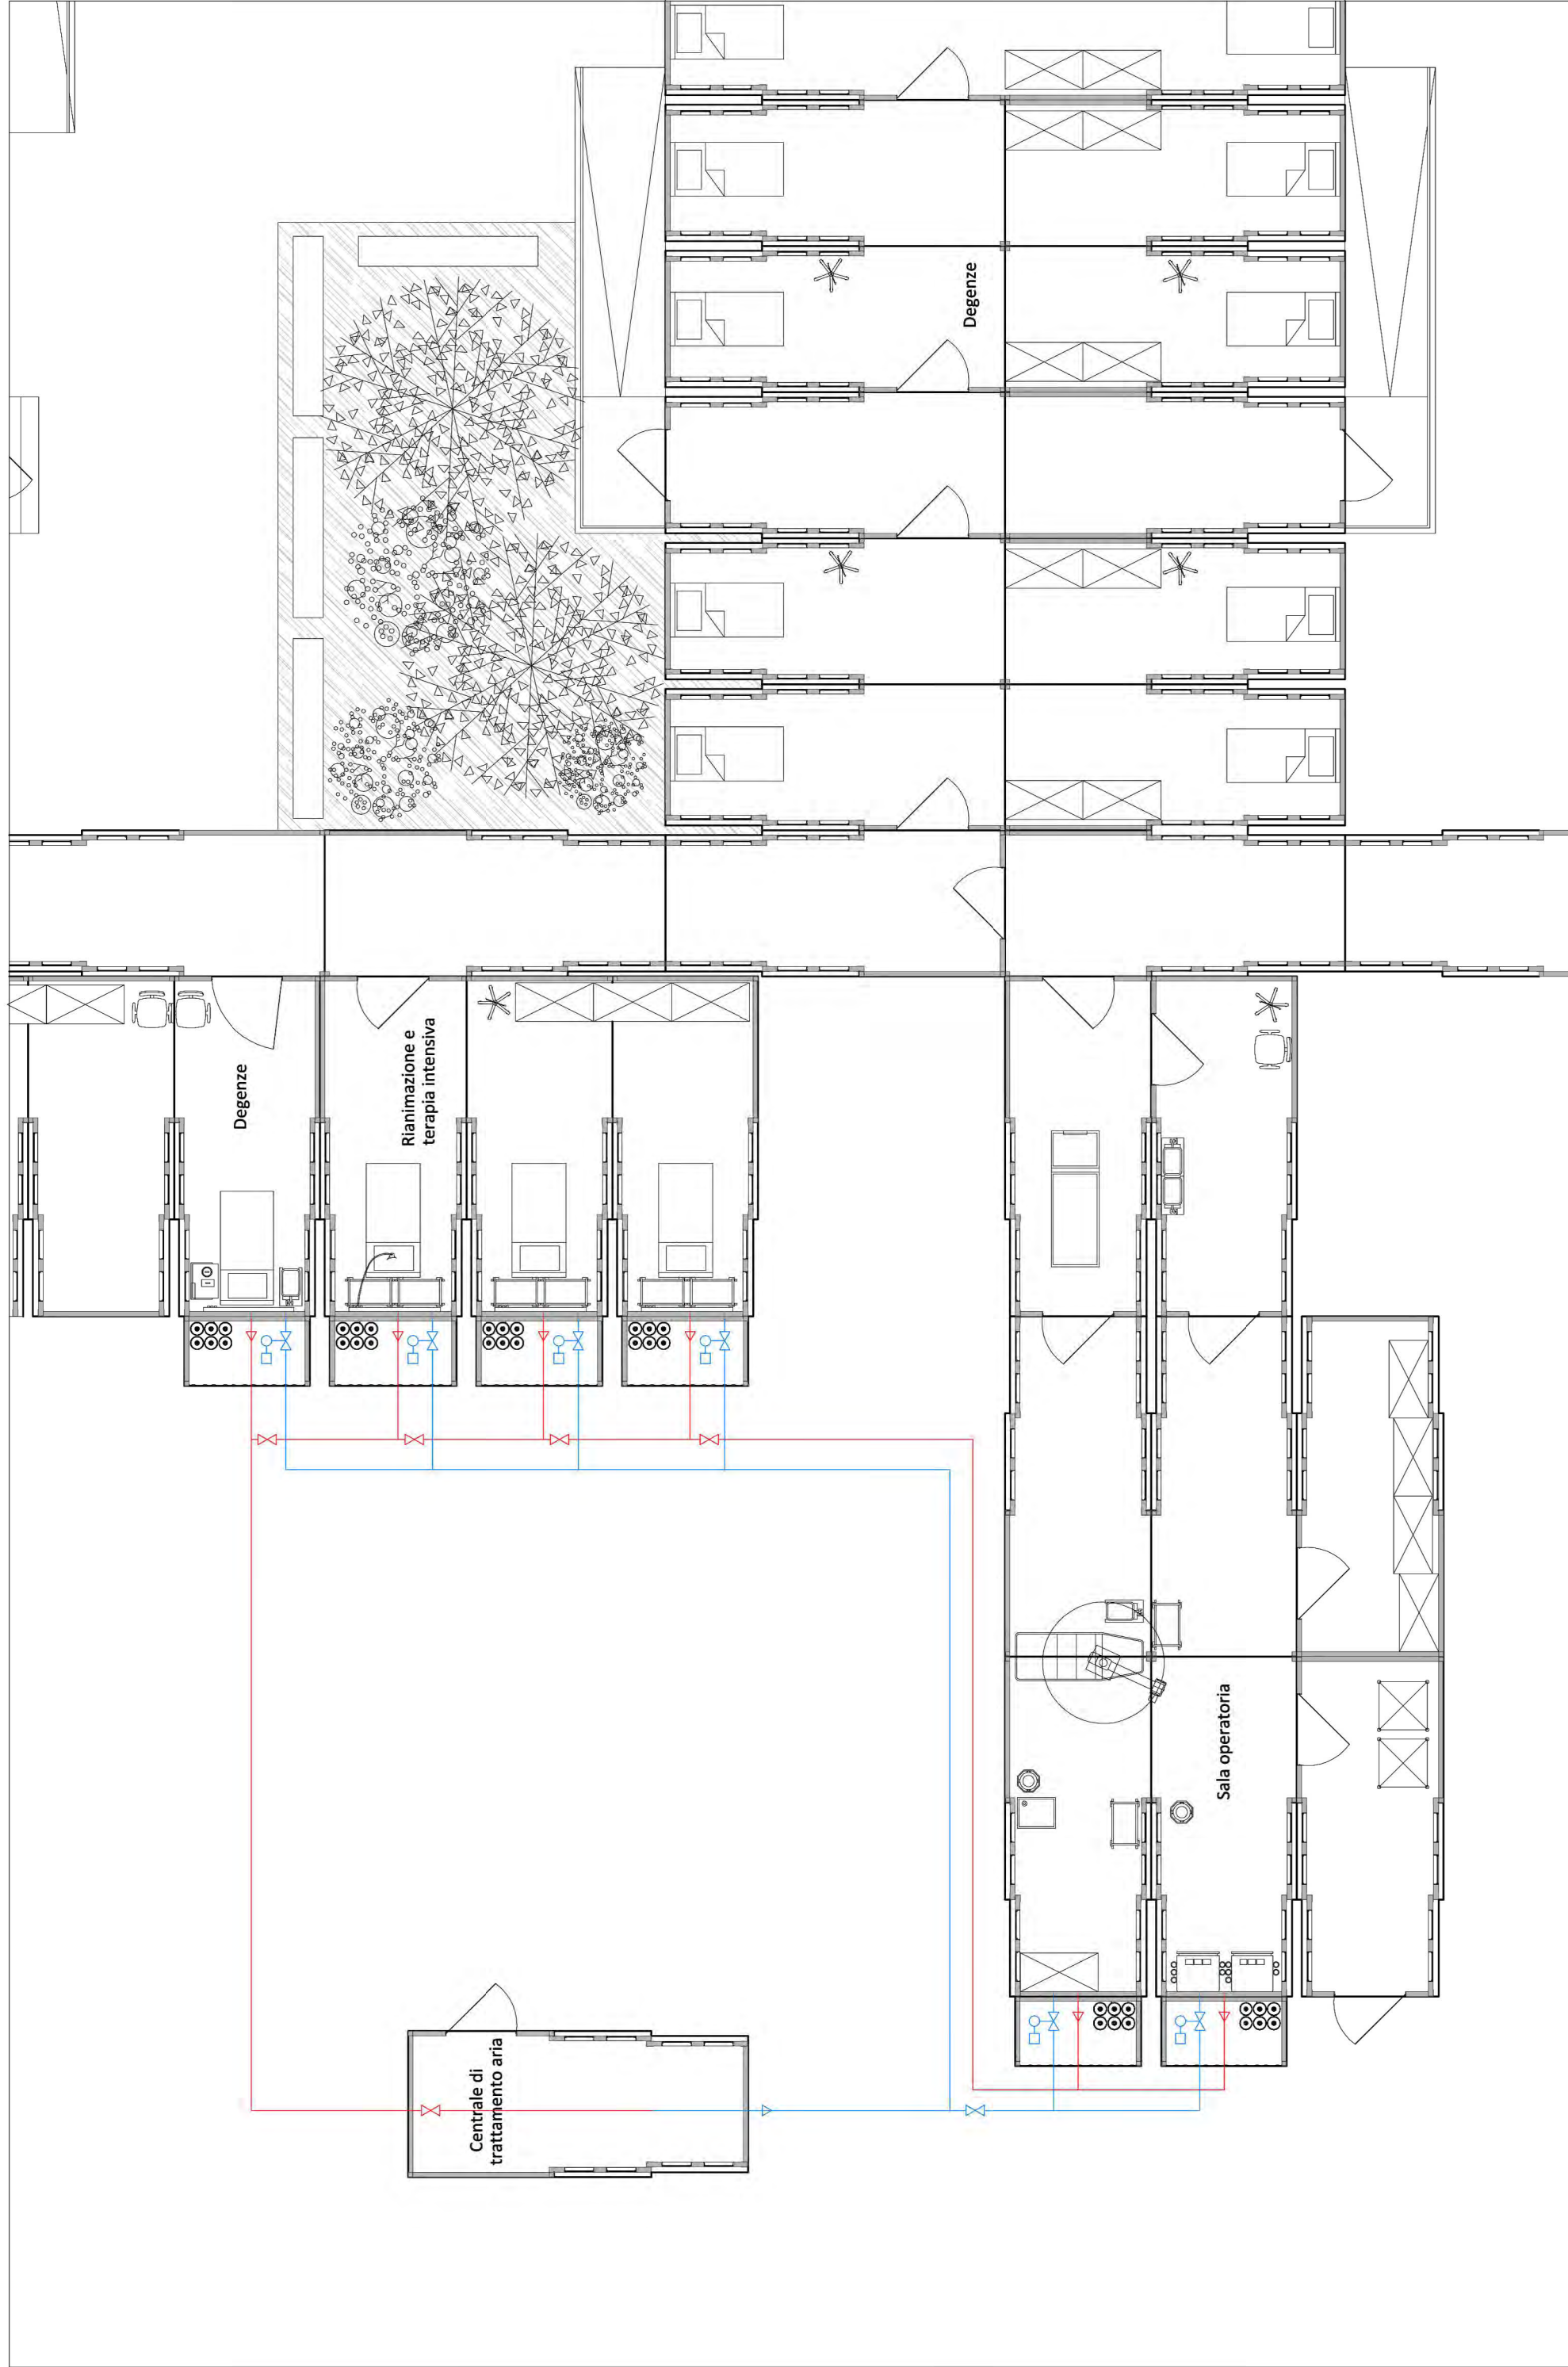 Degenze
Degenze
Rianimazione e
terapia intensiva
Sala operatoria
Centrale di
trattamento aria